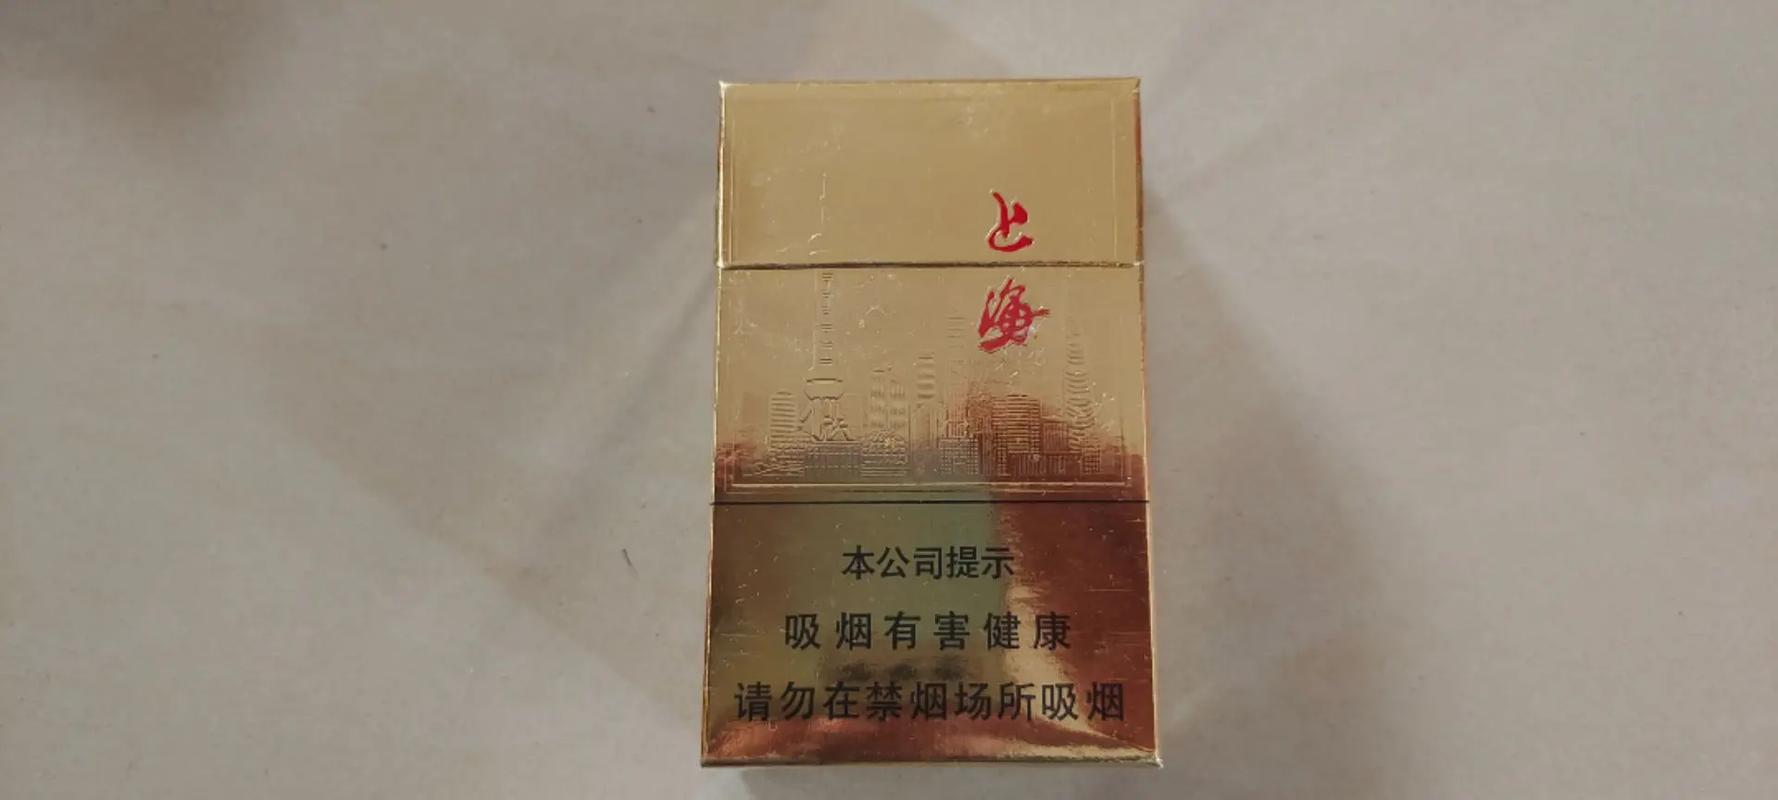 上海
本公司提示
吸烟有害健康
请勿在禁烟场所吸烟